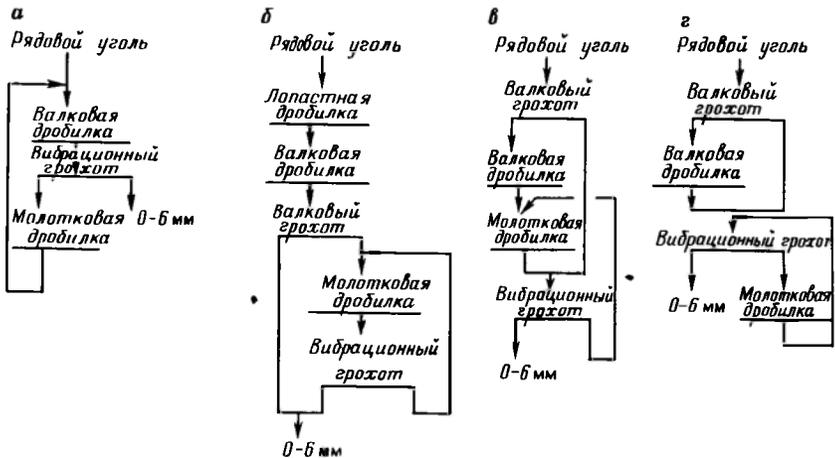 а
Рядовой уголь
Валковая
дробилка
Вибрационный
грохот
Молотковая
дробилка
0-6 мм
б
Рядовой уголь
Лопастная
дробилка
Валковая
дробилка
Валковый
грохот
Молотковая
дробилка
Вибрационный
грохот
0-6 мм
в
Рядовой уголь
Валковый
грохот
Валковая
дробилка
Молотковая
дробилка
Вибрационный
грохот
0-6 мм
г
Рядовой уголь
Валковый
грохот
Валковая
дробилка
Вибрационный грохот
0-6 мм
Молотковая
дробилка